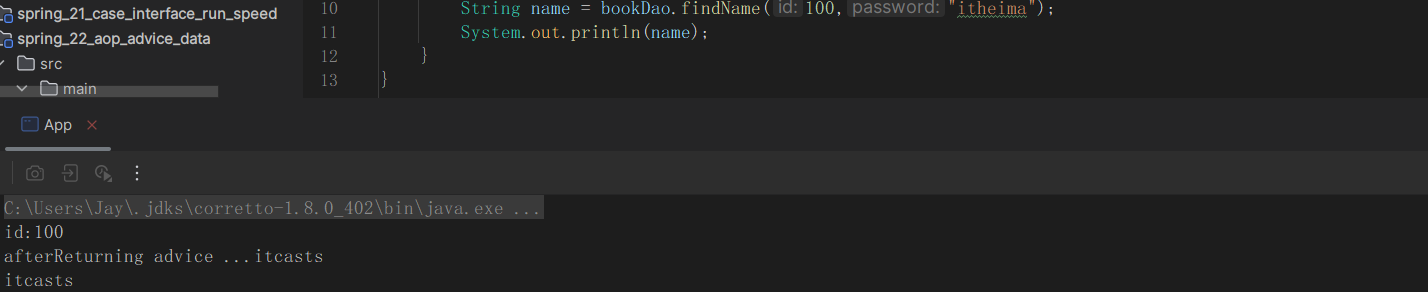 spring_21_case_interface_run_speed
spring_22_aop_advice_data
src
main
10 String name = bookDao.findName( id: 100, password: "itheima");
11 System.out.println(name);
12 }
13 }
App
C:\Users\Jay\.jdks\corretto-1.8.0_402\bin\java.exe ...
id:100
afterReturning advice ...itcasts
itcasts